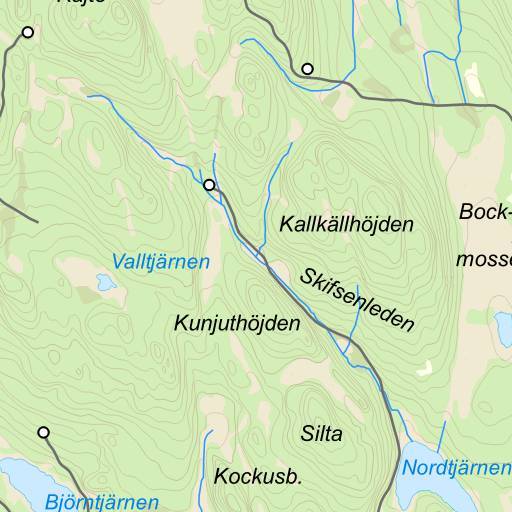 Bock-
Kallkällhöjden
Valltjärnen
mosse
Skifsenleden
Kunjuthöjden
Silta
Nordtjärnen
Kockusb.
Björntjärnen